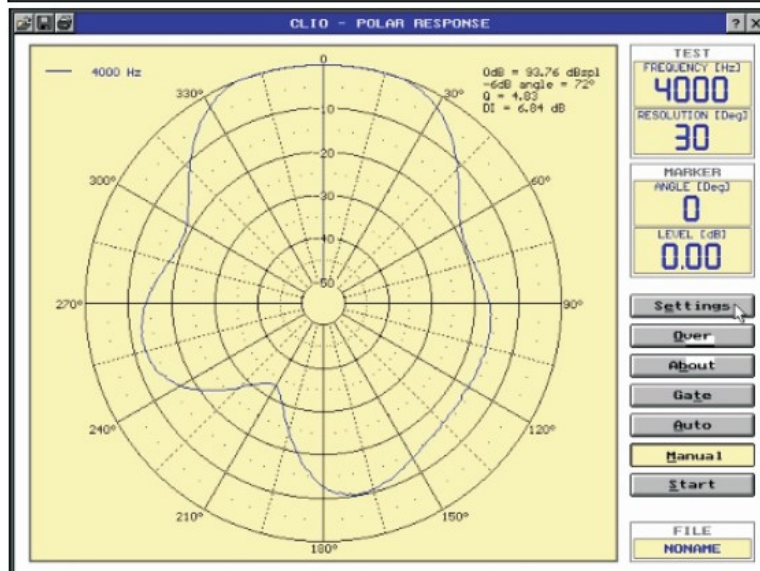 CLIO - POLAR RESPONSE
? X
4000 Hz
0dB = 93.76 dBspl
-6dB angle = 72°
Q = 4.83
DI = 6.84 dB
0
30°
60°
90°
120°
150°
180°
210°
240°
270°
300°
330°
-10
-20
-30
-40
-50
TEST
FREQUENCY [Hz]
4000
RESOLUTION [Deg]
30
MARKER
ANGLE [Deg]
0
LEVEL [dB]
0.00
Settings
Over
About
Gate
Auto
Manual
Start
FILE
NONAME